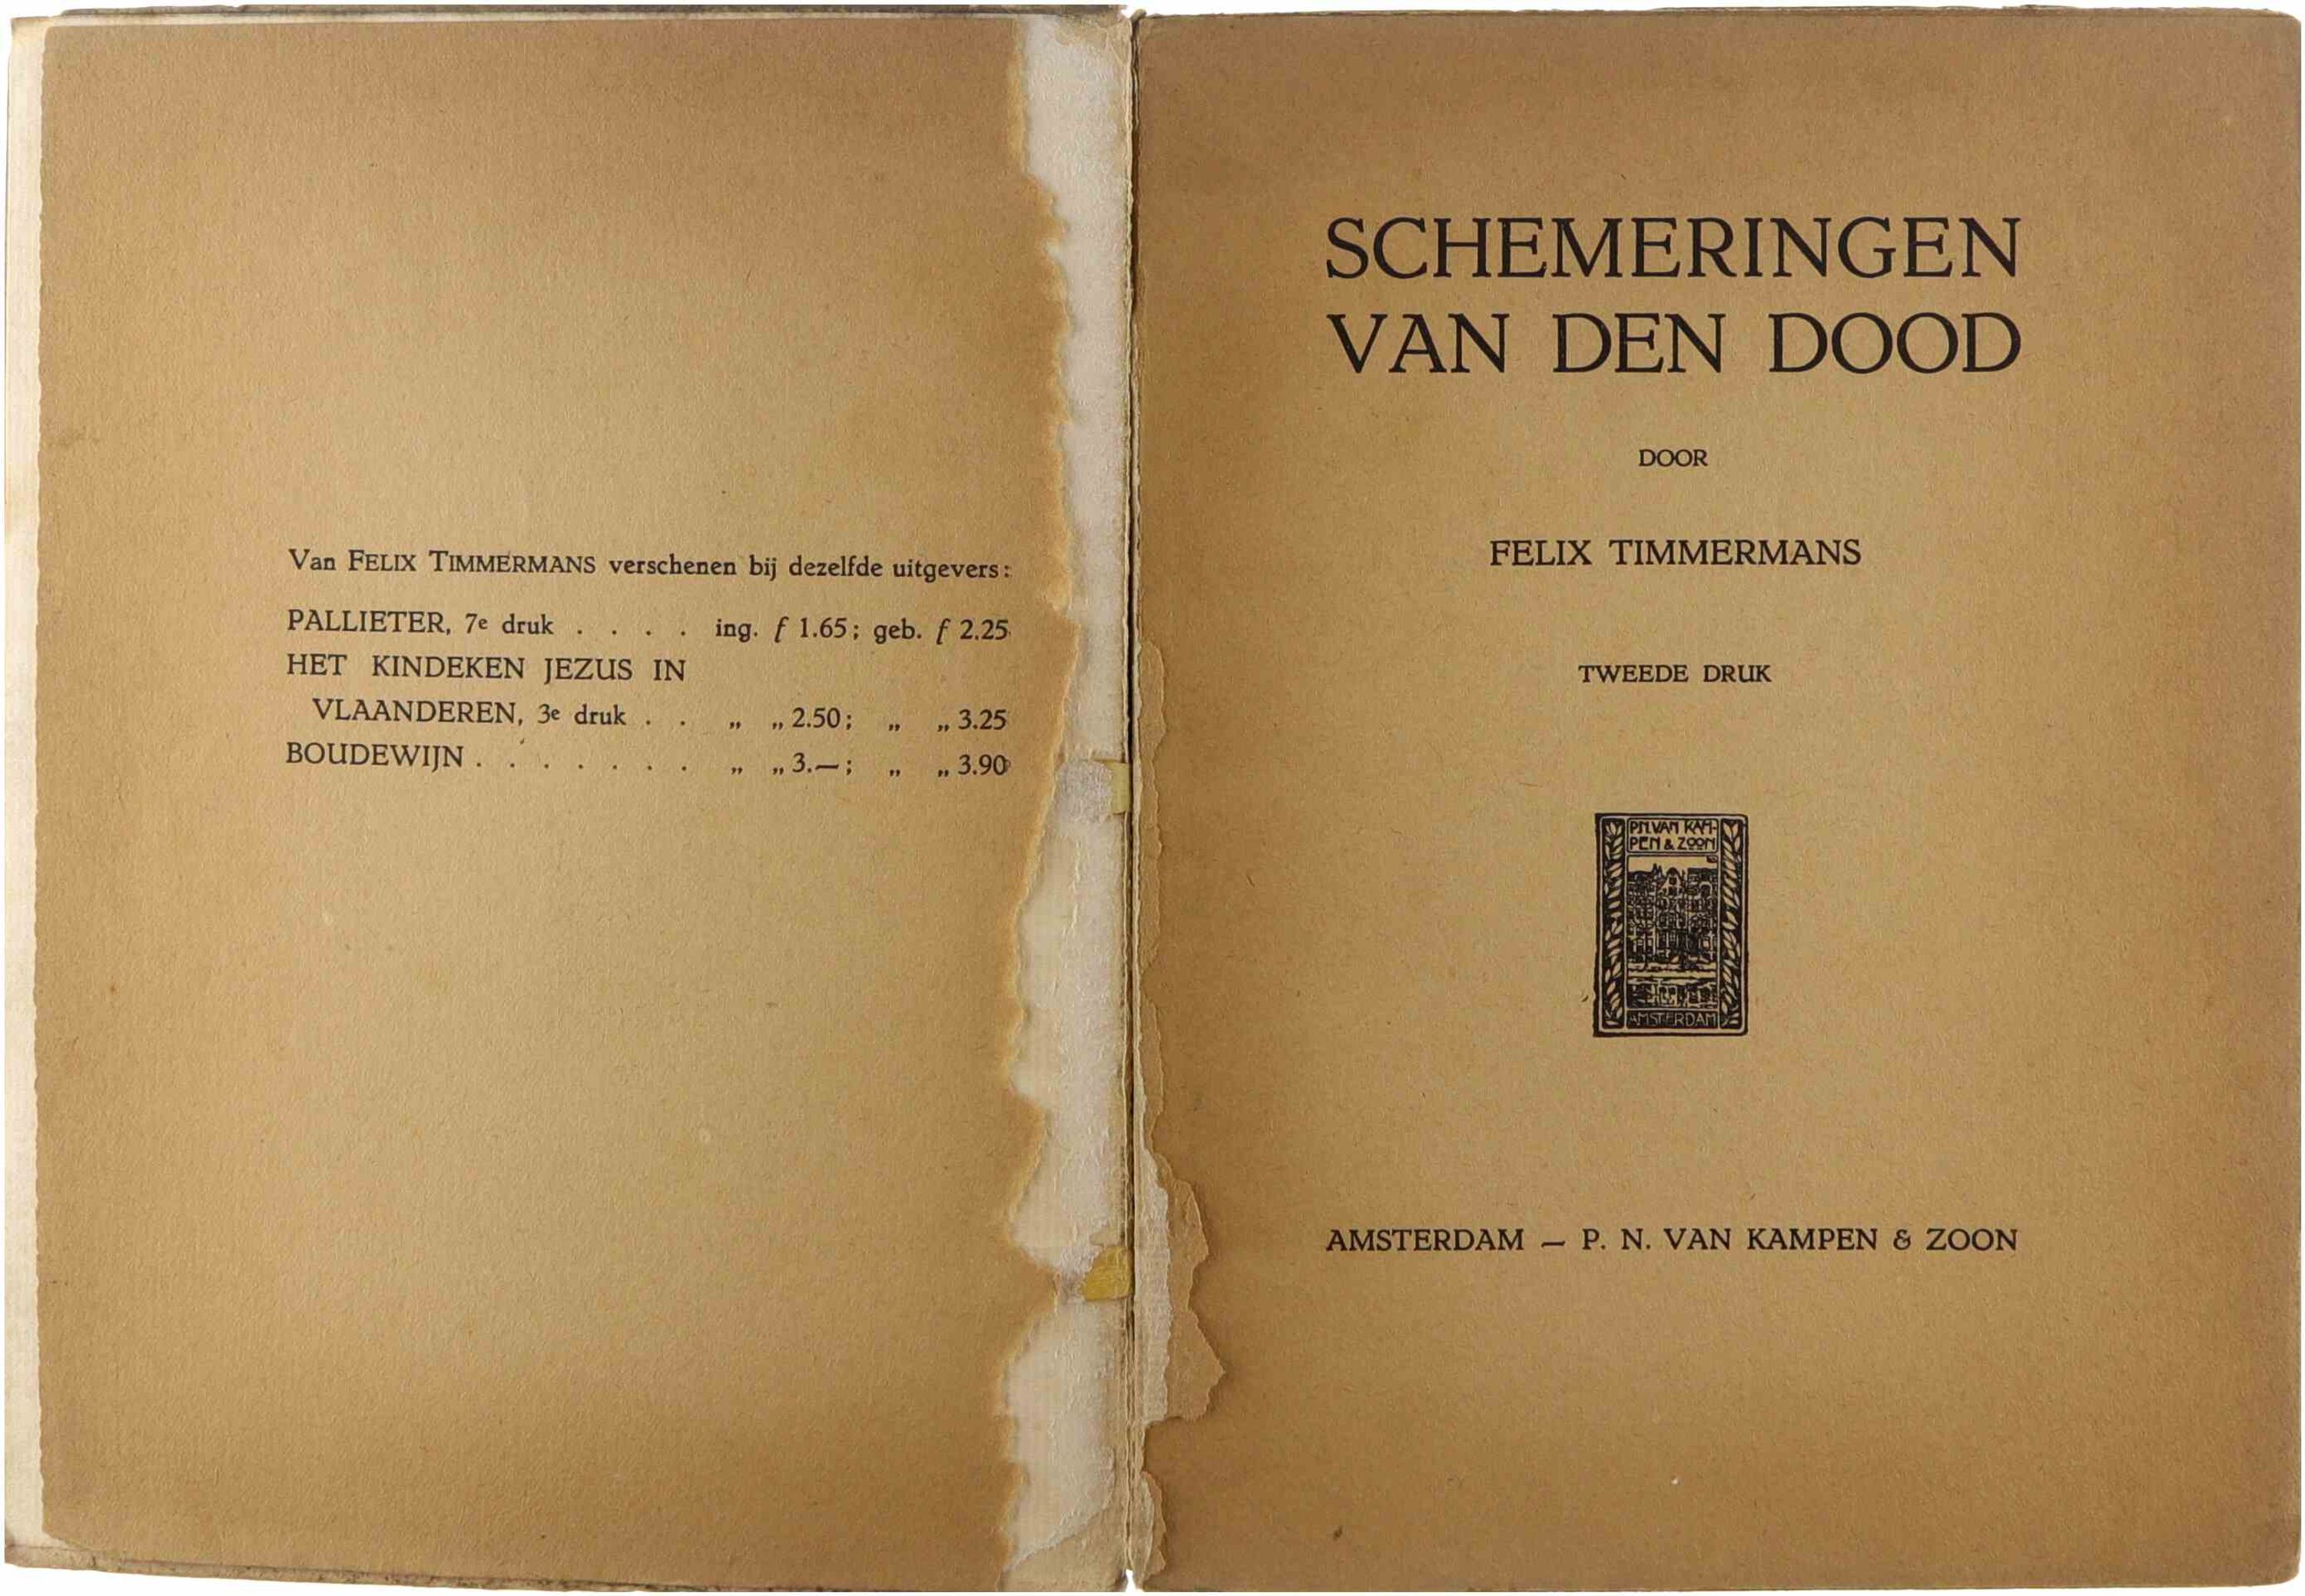 Van FELIX TIMMERMANS verschenen bij dezelfde uitgevers:
PALLIETER, 7e druk . . . . ing. f 1.65; geb. f 2.25
HET KINDEKEN JEZUS IN
VLAANDEREN, 3e druk . . „ „ 2.50; „ „ 3.25
BOUDEWIJN . . . . . . . „ „ 3.—; „ „ 3.90
SCHEMERINGEN
VAN DEN DOOD
DOOR
FELIX TIMMERMANS
TWEEDE DRUK
P.N. VAN KAM-
PEN & ZOON
AMSTERDAM
AMSTERDAM — P. N. VAN KAMPEN & ZOON